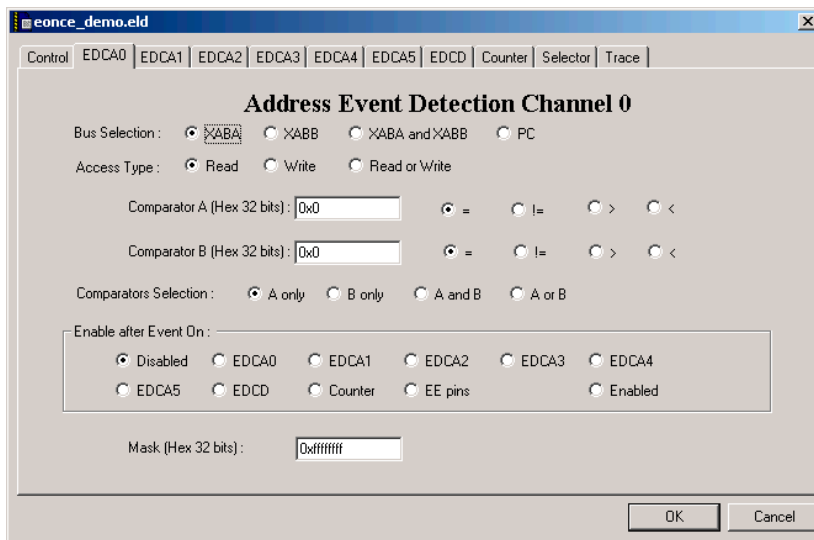 eonce_demo.eld
Control EDCA0 EDCA1 EDCA2 EDCA3 EDCA4 EDCA5 EDCD Counter Selector Trace
Address Event Detection Channel 0
Bus Selection : XABA XABB XABA and XABB PC
Access Type : Read Write Read or Write
Comparator A (Hex 32 bits) : 0x0 = != > <
Comparator B (Hex 32 bits) : 0x0 = != > <
Comparators Selection : A only B only A and B A or B
Enable after Event On :
Disabled EDCA0 EDCA1 EDCA2 EDCA3 EDCA4
EDCA5 EDCD Counter EE pins Enabled
Mask (Hex 32 bits) : 0xffffffff
OK Cancel